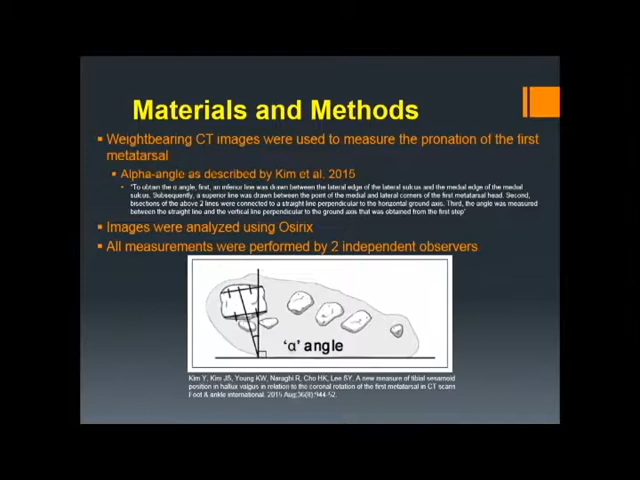 Materials and Methods
Weightbearing CT images were used to measure the pronation of the first
metatarsal
Alpha-angle as described by Kim et al. 2015
"To obtain the α angle, first, an inferior line was drawn between the lateral edge of the lateral sulcus and the medial edge of the medial
sulcus. Subsequently, a superior line was drawn between the point of the medial and lateral corners of the first metatarsal head. Second,
bisections of the above 2 lines were connected to a straight line perpendicular to the horizontal ground axis. Third, the angle was measured
between the straight line and the vertical line perpendicular to the ground axis that was obtained from the first step"
Images were analyzed using Osirix
All measurements were performed by 2 independent observers
'α' angle
Kim Y, Kim JS, Young KW, Naraghi R, Cho HK, Lee SY. A new measure of tibial sesamoid
position in hallux valgus in relation to the coronal rotation of the first metatarsal in CT scans
Foot & ankle international. 2015 Aug;36(8):944-52.